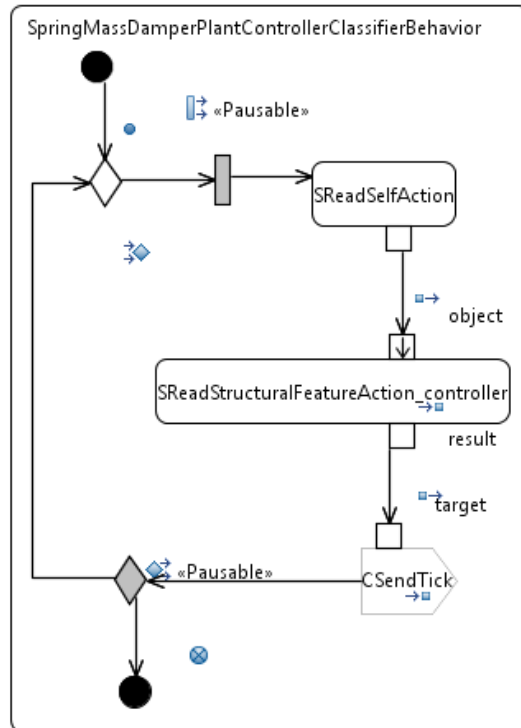 SpringMassDamperPlantControllerClassifierBehavior
«Pausable»
SReadSelfAction
object
SReadStructuralFeatureAction_controller
result
target
«Pausable»
CSendTick